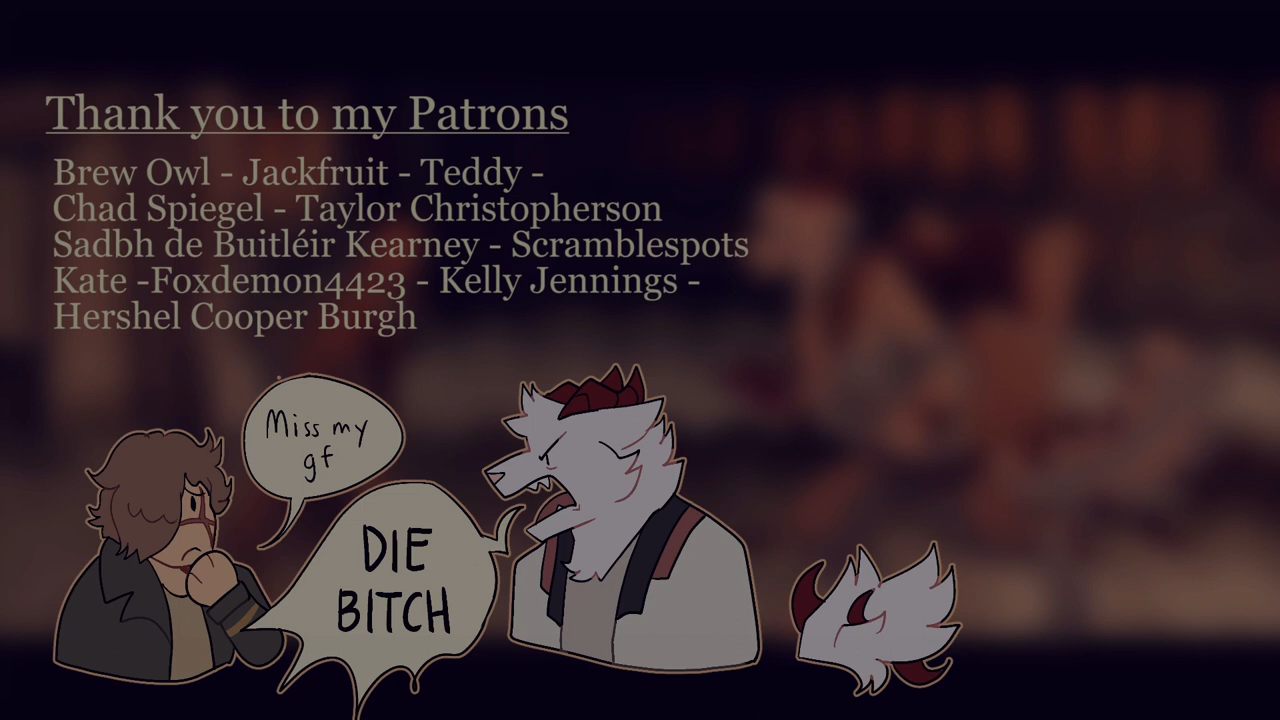 Thank you to my Patrons
Brew Owl - Jackfruit - Teddy -
Chad Spiegel - Taylor Christopherson
Sadbh de Buitléir Kearney - Scramblespots
Kate -Foxdemon4423 - Kelly Jennings -
Hershel Cooper Burgh
Miss my
gf
DIE
BITCH